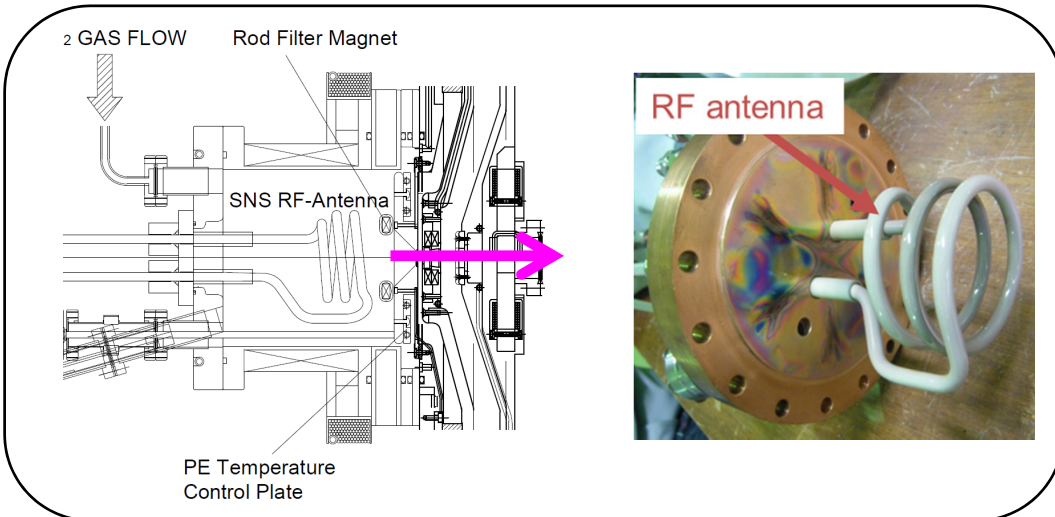 2 GAS FLOW
Rod Filter Magnet
RF antenna
SNS RF-Antenna
PE Temperature
Control Plate